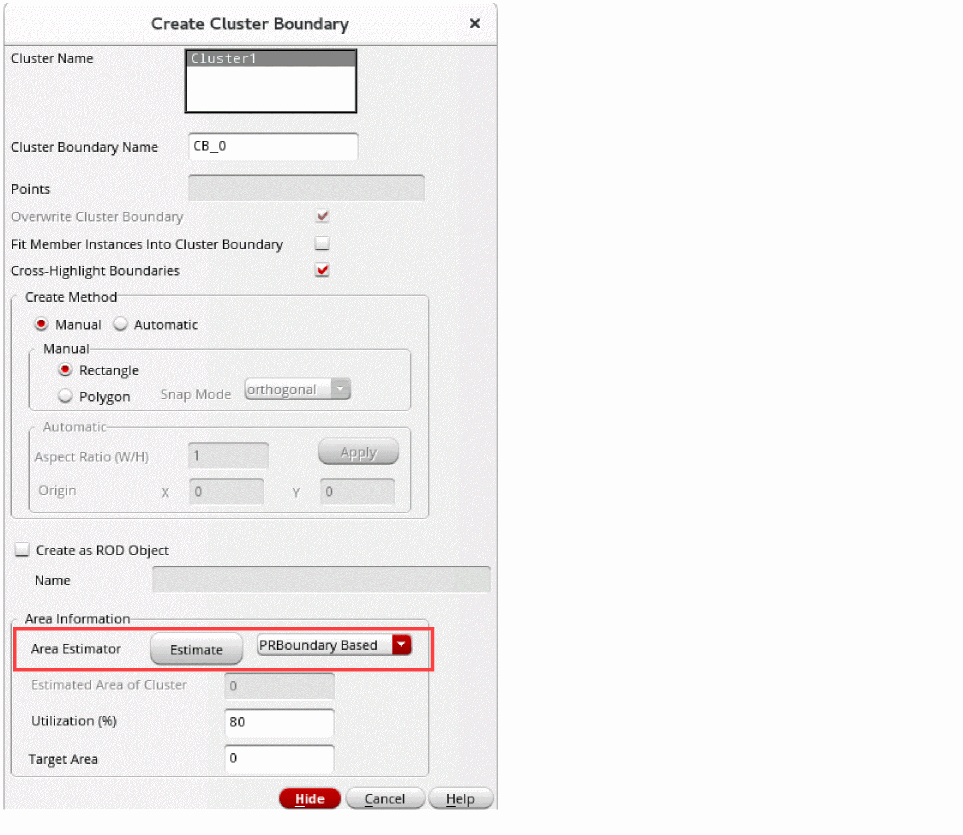 Create Cluster Boundary
Cluster Name
Cluster1
Cluster Boundary Name CB_0
Points
Overwrite Cluster Boundary
Fit Member Instances Into Cluster Boundary
Cross-Highlight Boundaries
Create Method
Manual Automatic
Manual
Rectangle
Polygon Snap Mode orthogonal
Automatic
Aspect Ratio (W/H) 1 Apply
Origin X 0 Y 0
Create as ROD Object
Name
Area Information
Area Estimator Estimate PRBoundary Based
Estimated Area of Cluster 0
Utilization (%) 80
Target Area 0
Hide Cancel Help